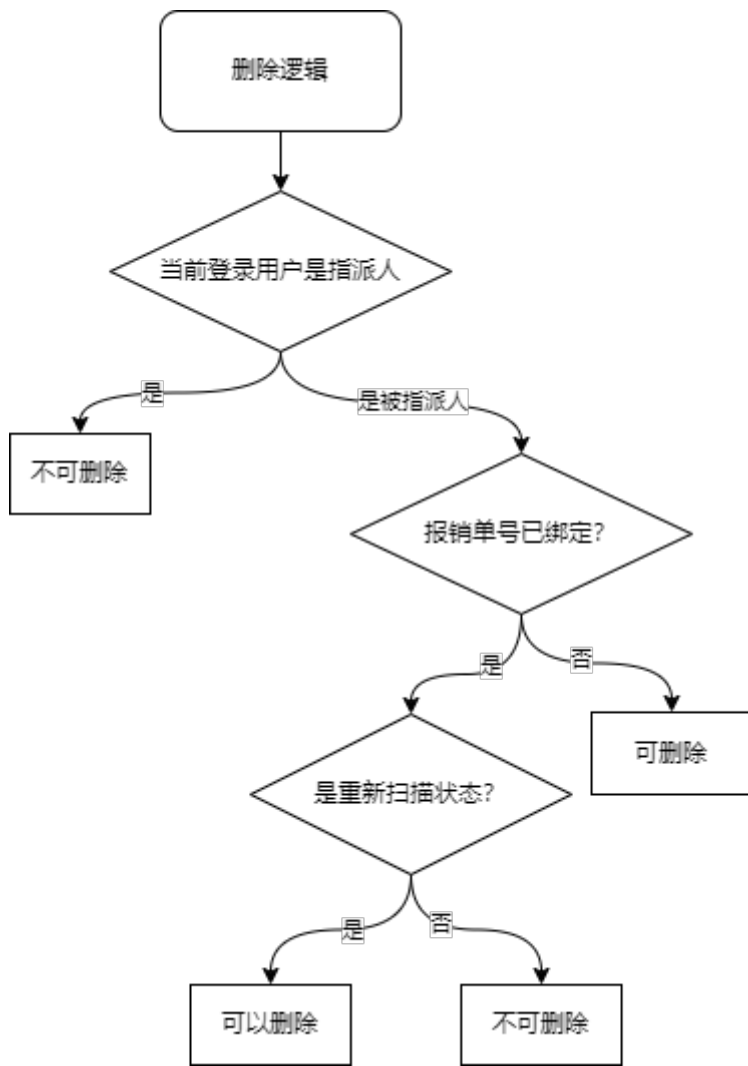 删除逻辑
当前登录用户是指派人
是
是被指派人
不可删除
报销单号已绑定?
是
否
可删除
是重新扫描状态?
是
否
可以删除
不可删除